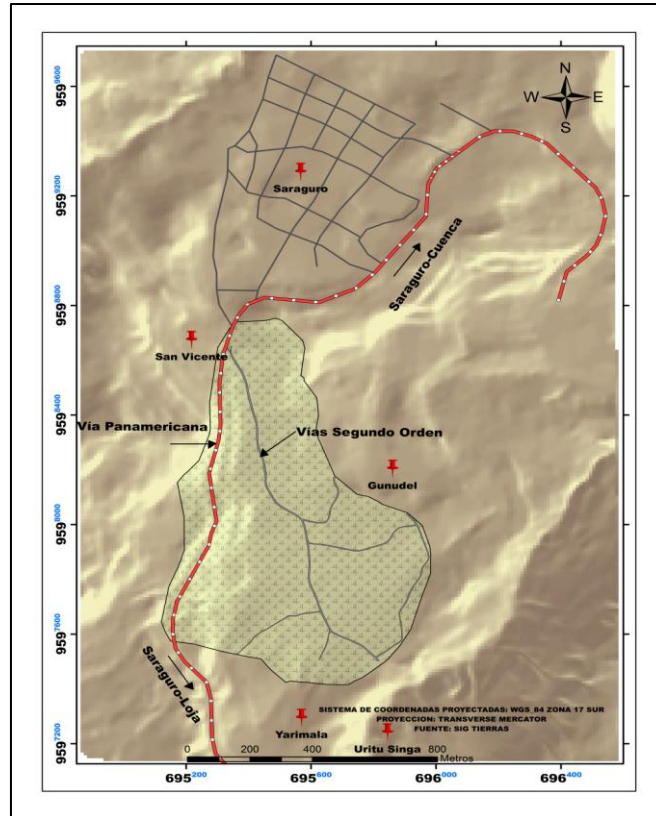 N
W E
S
959⁹⁶⁰⁰
959⁹²⁰⁰
959⁸⁸⁰⁰
959⁸⁴⁰⁰
959⁸⁰⁰⁰
959⁷⁶⁰⁰
959⁷²⁰⁰
Saraguro
Saraguro-Cuenca
San Vicente
Vía Panamericana
Vías Segundo Orden
Gunudel
Saraguro-Loja
SISTEMA DE COORDENADAS PROYECTADAS: WGS_84 ZONA 17 SUR
PROYECCION: TRANSVERSE MERCATOR
FUENTE: SIG TIERRAS
Yarimala
Uritu Singa
0 200 400 800
Metros
695²⁰⁰ 695⁶⁰⁰ 696⁰⁰⁰ 696⁴⁰⁰